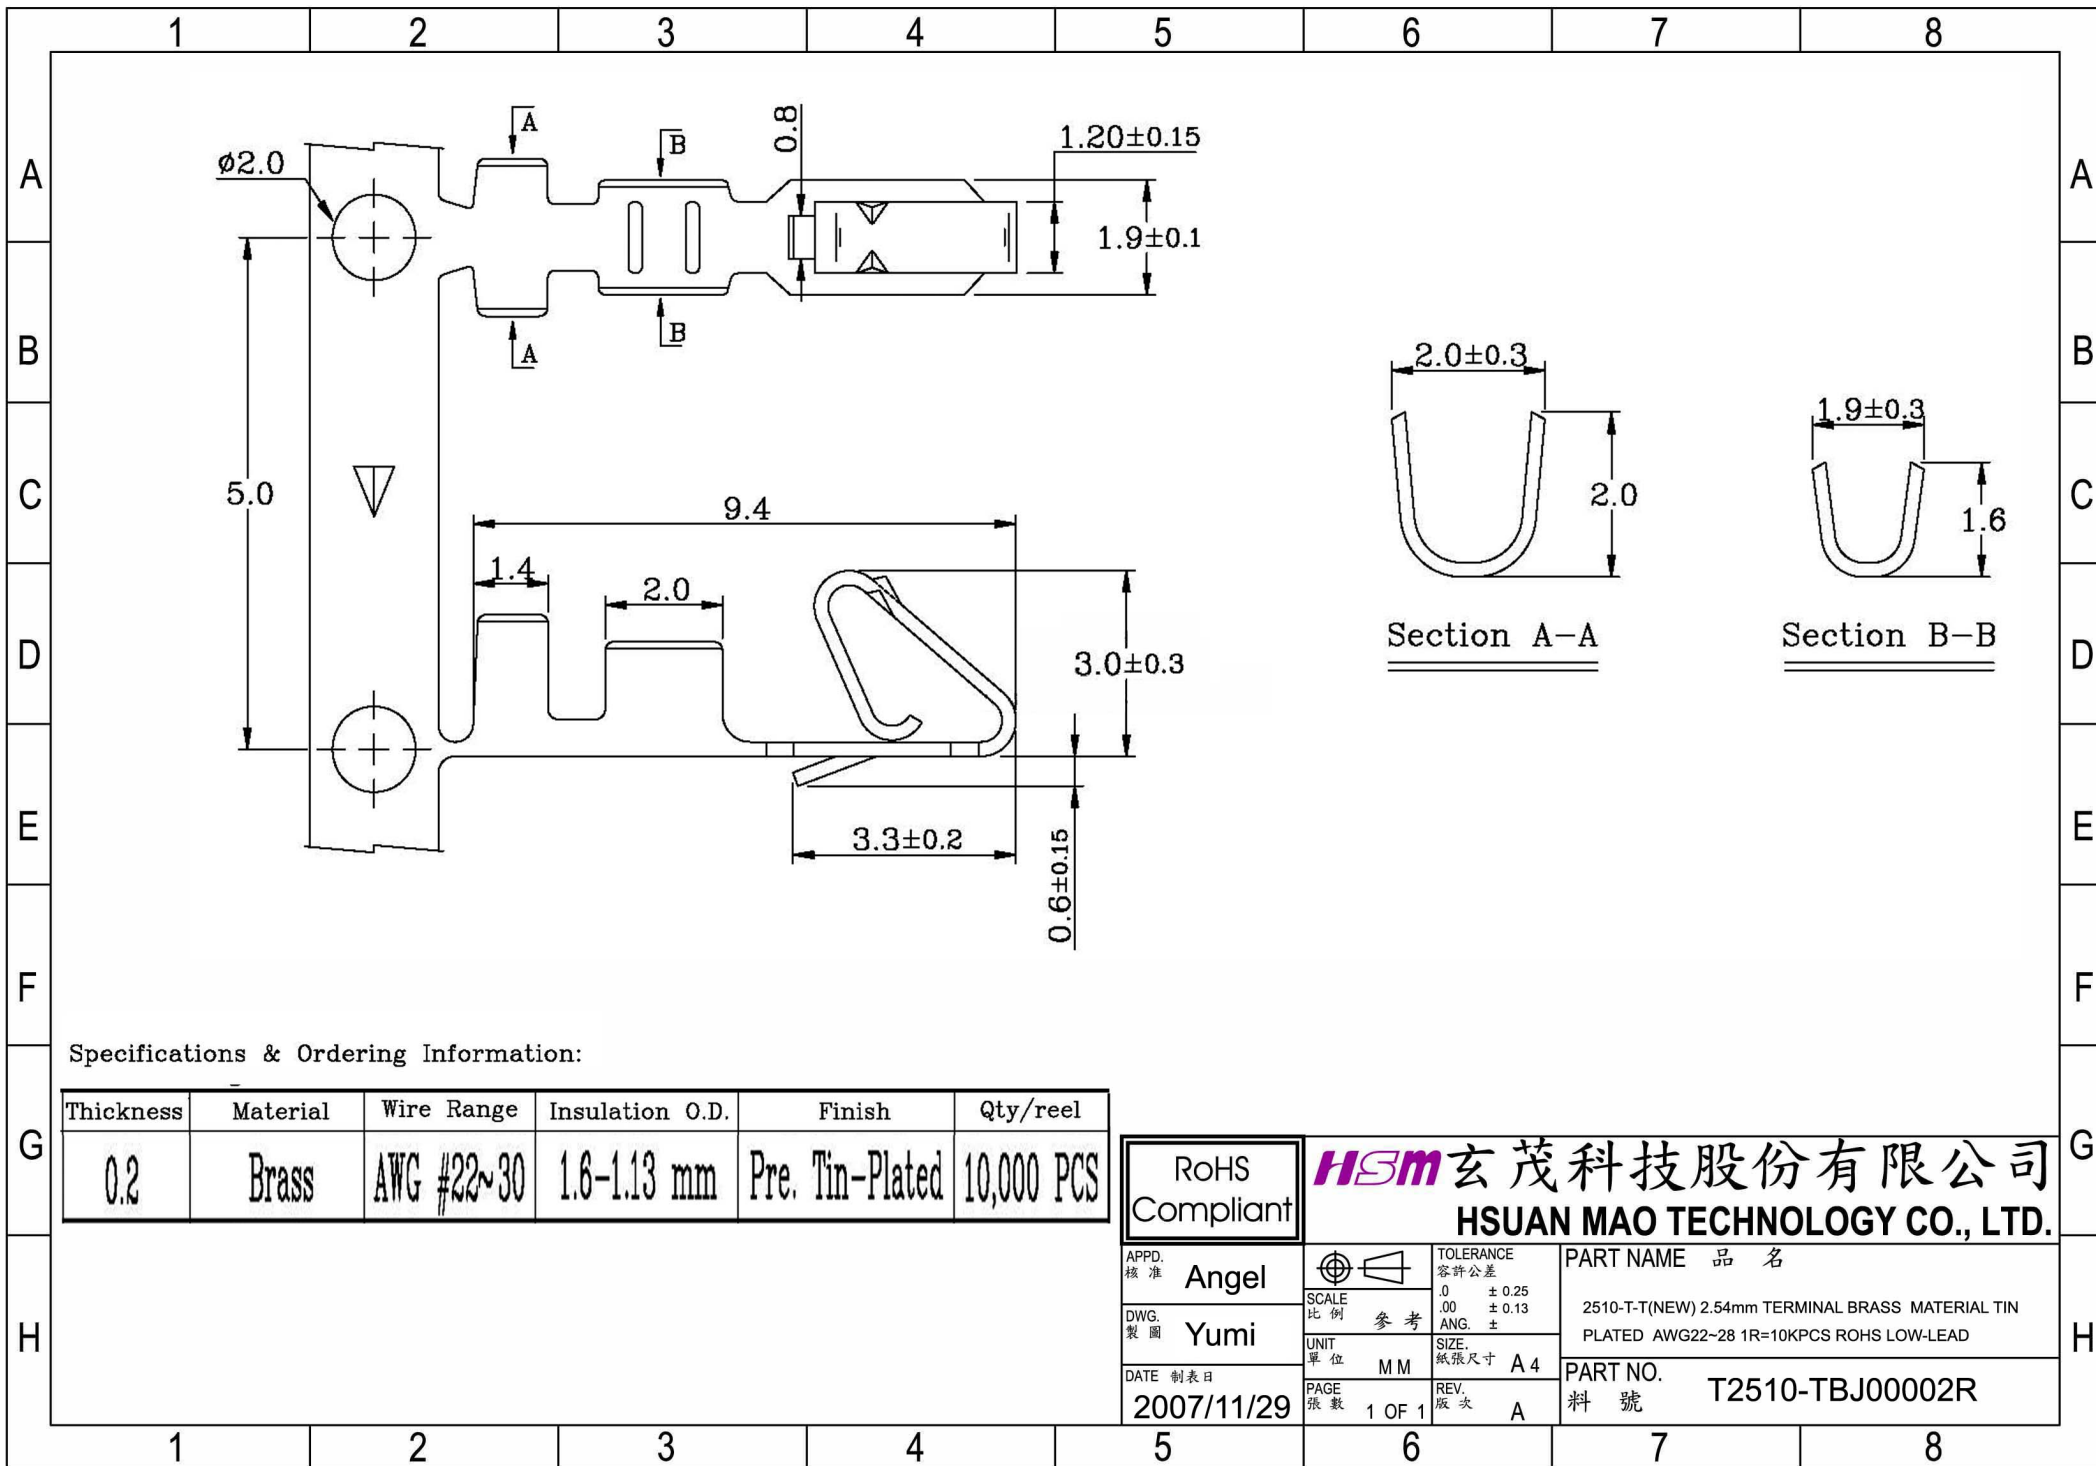 1 2 3 4 5 6 7 8
A A
B B
C C
D D
E E
F F
G G
H H
ø2.0
A
B
0.8
1.20±0.15
1.9±0.1
A
B
5.0
9.4
1.4
2.0
3.0±0.3
3.3±0.2
0.6±0.15
2.0±0.3
2.0
Section A-A
1.9±0.3
1.6
Section B-B
Specifications & Ordering Information:
Thickness Material Wire Range Insulation O.D. Finish Qty/reel
0.2 Brass AWG #22~30 1.6-1.13 mm Pre. Tin-Plated 10,000 PCS
RoHS
Compliant
HSm 玄茂科技股份有限公司
HSUAN MAO TECHNOLOGY CO., LTD.
APPD.
核 准 Angel
DWG.
製 圖 Yumi
DATE 制表日
2007/11/29
SCALE
比 例 參 考
UNIT
單 位 MM
PAGE
張 數 1 OF 1
TOLERANCE
容許公差
.0 ± 0.25
.00 ± 0.13
ANG. ±
SIZE.
紙張尺寸 A 4
REV.
版 次 A
PART NAME 品 名
2510-T-T(NEW) 2.54mm TERMINAL BRASS MATERIAL TIN
PLATED AWG22~28 1R=10KPCS ROHS LOW-LEAD
PART NO.
料 號 T2510-TBJ00002R
1 2 3 4 5 6 7 8